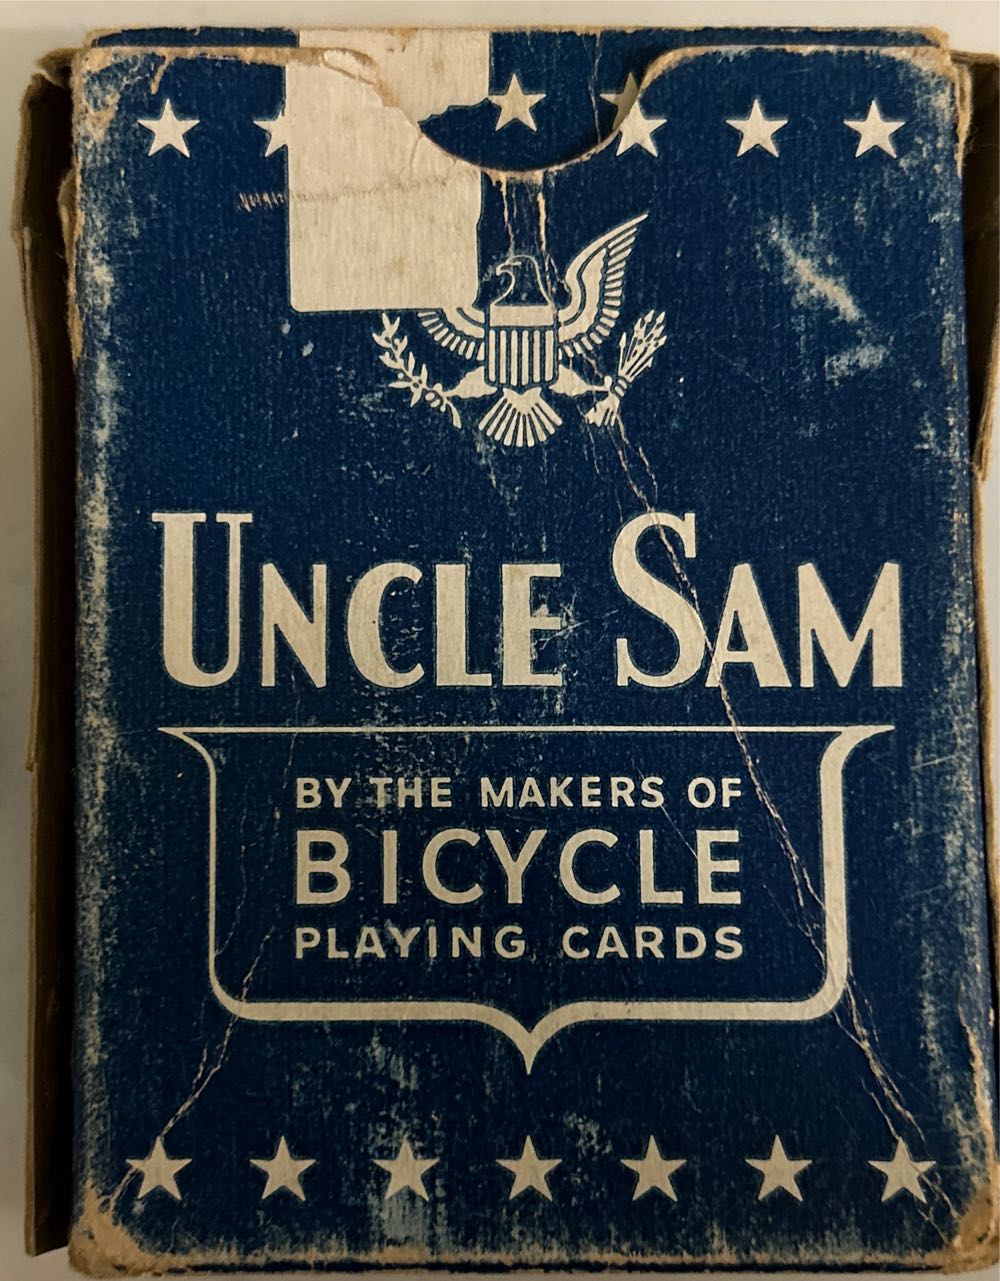 UNCLE SAM
BY THE MAKERS OF
BICYCLE
PLAYING CARDS